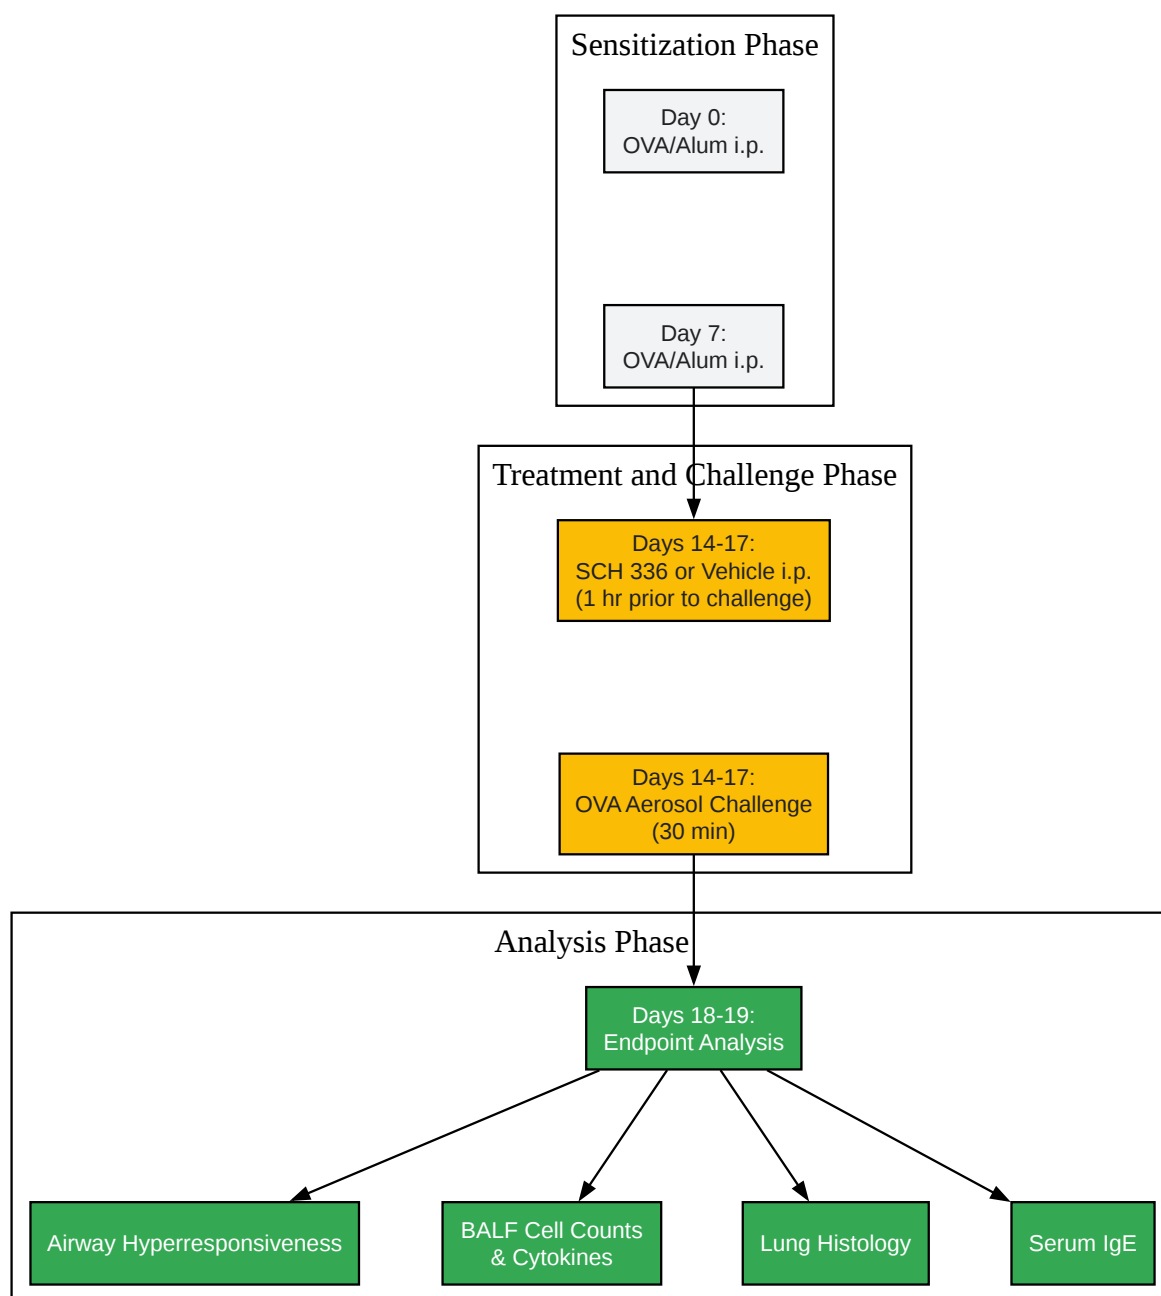 Sensitization Phase
Day 0:
OVA/Alum i.p.
Day 7:
OVA/Alum i.p.
Treatment and Challenge Phase
Days 14-17:
SCH 336 or Vehicle i.p.
(1 hr prior to challenge)
Days 14-17:
OVA Aerosol Challenge
(30 min)
Analysis Phase
Days 18-19:
Endpoint Analysis
Airway Hyperresponsiveness
BALF Cell Counts
& Cytokines
Lung Histology
Serum IgE